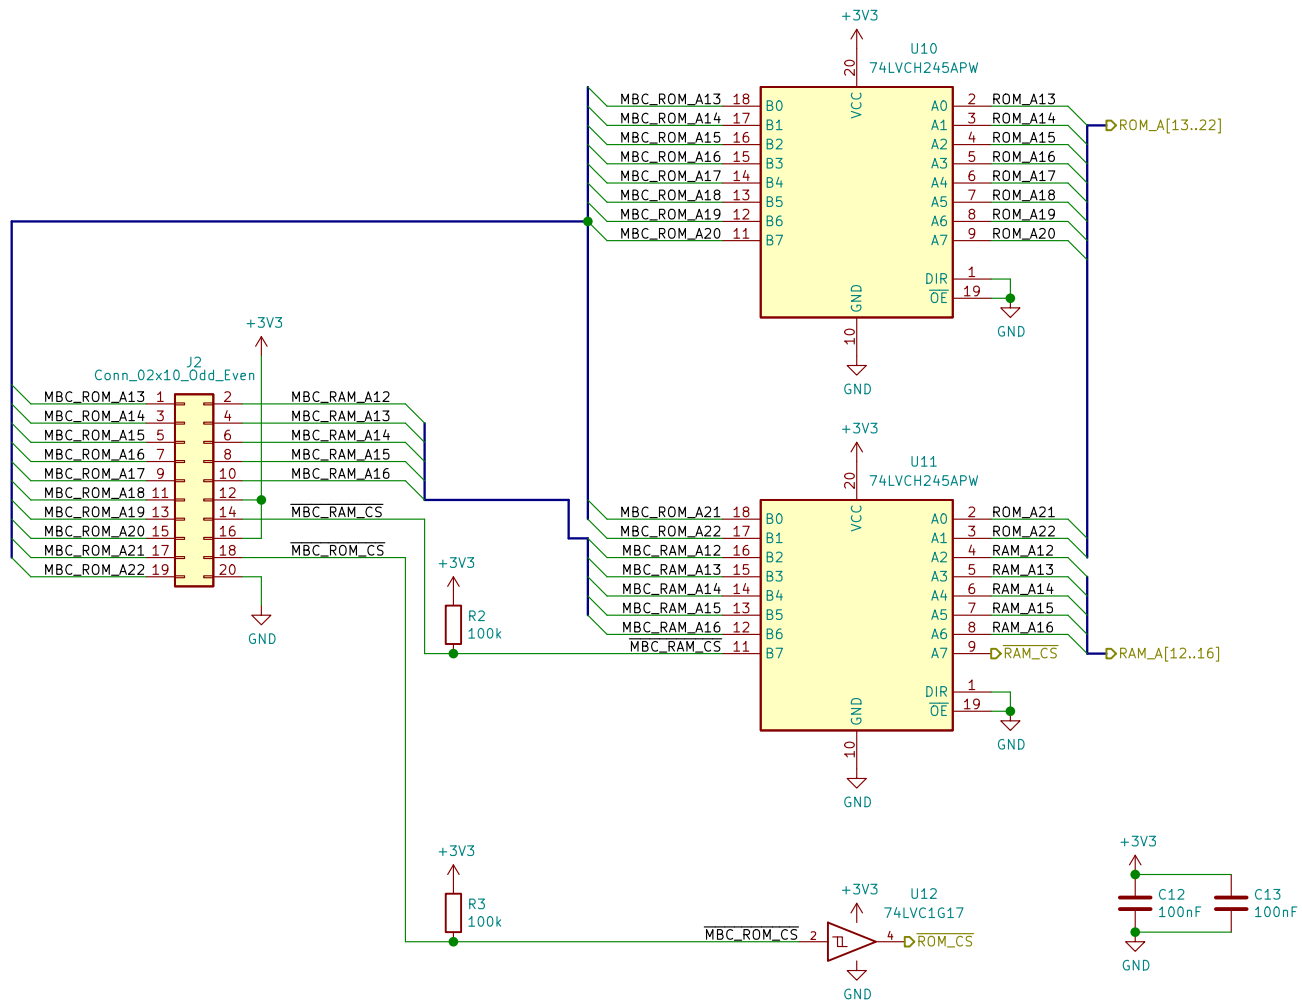 +3V3
U10
74LVCH245APW
20
VCC
MBC_ROM_A13 18 B0 A0 2 ROM_A13
MBC_ROM_A14 17 B1 A1 3 ROM_A14
ROM_A[13..22]
MBC_ROM_A15 16 B2 A2 4 ROM_A15
MBC_ROM_A16 15 B3 A3 5 ROM_A16
MBC_ROM_A17 14 B4 A4 6 ROM_A17
MBC_ROM_A18 13 B5 A5 7 ROM_A18
MBC_ROM_A19 12 B6 A6 8 ROM_A19
MBC_ROM_A20 11 B7 A7 9 ROM_A20
DIR 1
OE 19
GND
10
GND
GND
+3V3
J2
Conn_02x10_Odd_Even
MBC_ROM_A13 1 2 MBC_RAM_A12
MBC_ROM_A14 3 4 MBC_RAM_A13
MBC_ROM_A15 5 6 MBC_RAM_A14
MBC_ROM_A16 7 8 MBC_RAM_A15
MBC_ROM_A17 9 10 MBC_RAM_A16
MBC_ROM_A18 11 12
MBC_ROM_A19 13 14 MBC_RAM_CS
MBC_ROM_A20 15 16
MBC_ROM_A21 17 18 MBC_ROM_CS
MBC_ROM_A22 19 20
GND
+3V3
R2
100k
+3V3
U11
74LVCH245APW
20
VCC
MBC_ROM_A21 18 B0 A0 2 ROM_A21
MBC_ROM_A22 17 B1 A1 3 ROM_A22
MBC_RAM_A12 16 B2 A2 4 RAM_A12
MBC_RAM_A13 15 B3 A3 5 RAM_A13
MBC_RAM_A14 14 B4 A4 6 RAM_A14
MBC_RAM_A15 13 B5 A5 7 RAM_A15
MBC_RAM_A16 12 B6 A6 8 RAM_A16
MBC_RAM_CS 11 B7 A7 9 RAM_CS
RAM_A[12..16]
DIR 1
OE 19
GND
10
GND
GND
+3V3
R3
100k
+3V3
U12
74LVC1G17
MBC_ROM_CS 2 4 ROM_CS
GND
+3V3
C12
100nF
C13
100nF
GND